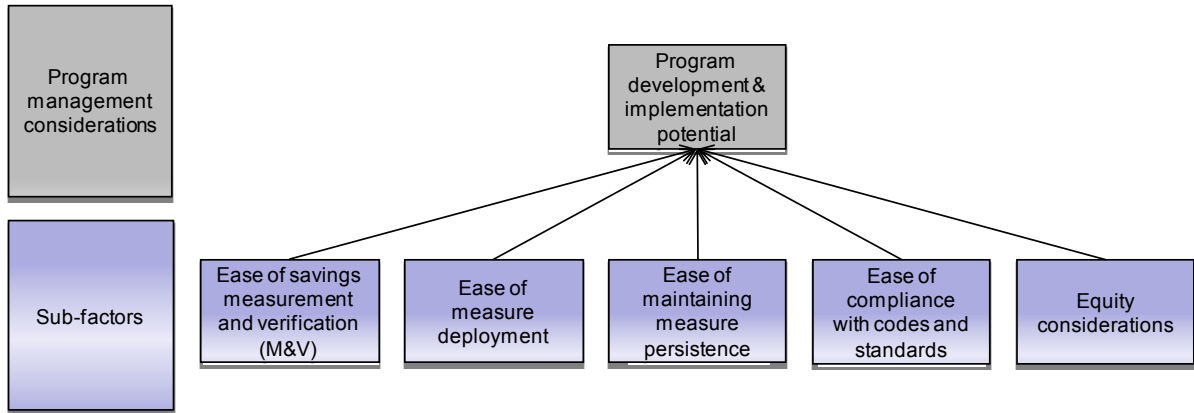 Program
management
considerations
Program
development &
implementation
potential
Sub-factors
Ease of savings
measurement
and verification
(M&V)
Ease of
measure
deployment
Ease of
maintaining
measure
persistence
Ease of
compliance
with codes and
standards
Equity
considerations